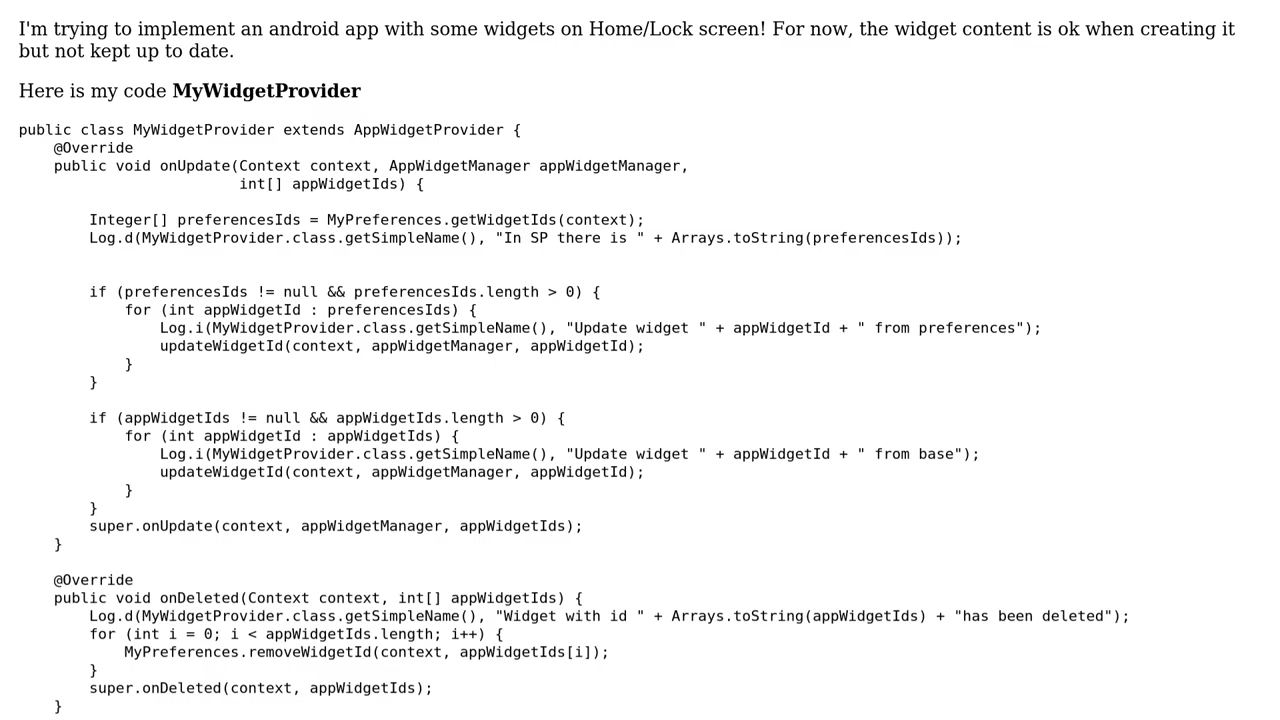 I'm trying to implement an android app with some widgets on Home/Lock screen! For now, the widget content is ok when creating it
but not kept up to date.
Here is my code MyWidgetProvider
public class MyWidgetProvider extends AppWidgetProvider {
    @Override
    public void onUpdate(Context context, AppWidgetManager appWidgetManager,
                         int[] appWidgetIds) {

        Integer[] preferencesIds = MyPreferences.getWidgetIds(context);
        Log.d(MyWidgetProvider.class.getSimpleName(), "In SP there is " + Arrays.toString(preferencesIds));


        if (preferencesIds != null && preferencesIds.length > 0) {
            for (int appWidgetId : preferencesIds) {
                Log.i(MyWidgetProvider.class.getSimpleName(), "Update widget " + appWidgetId + " from preferences");
                updateWidgetId(context, appWidgetManager, appWidgetId);
            }
        }

        if (appWidgetIds != null && appWidgetIds.length > 0) {
            for (int appWidgetId : appWidgetIds) {
                Log.i(MyWidgetProvider.class.getSimpleName(), "Update widget " + appWidgetId + " from base");
                updateWidgetId(context, appWidgetManager, appWidgetId);
            }
        }
        super.onUpdate(context, appWidgetManager, appWidgetIds);
    }

    @Override
    public void onDeleted(Context context, int[] appWidgetIds) {
        Log.d(MyWidgetProvider.class.getSimpleName(), "Widget with id " + Arrays.toString(appWidgetIds) + "has been deleted");
        for (int i = 0; i < appWidgetIds.length; i++) {
            MyPreferences.removeWidgetId(context, appWidgetIds[i]);
        }
        super.onDeleted(context, appWidgetIds);
    }